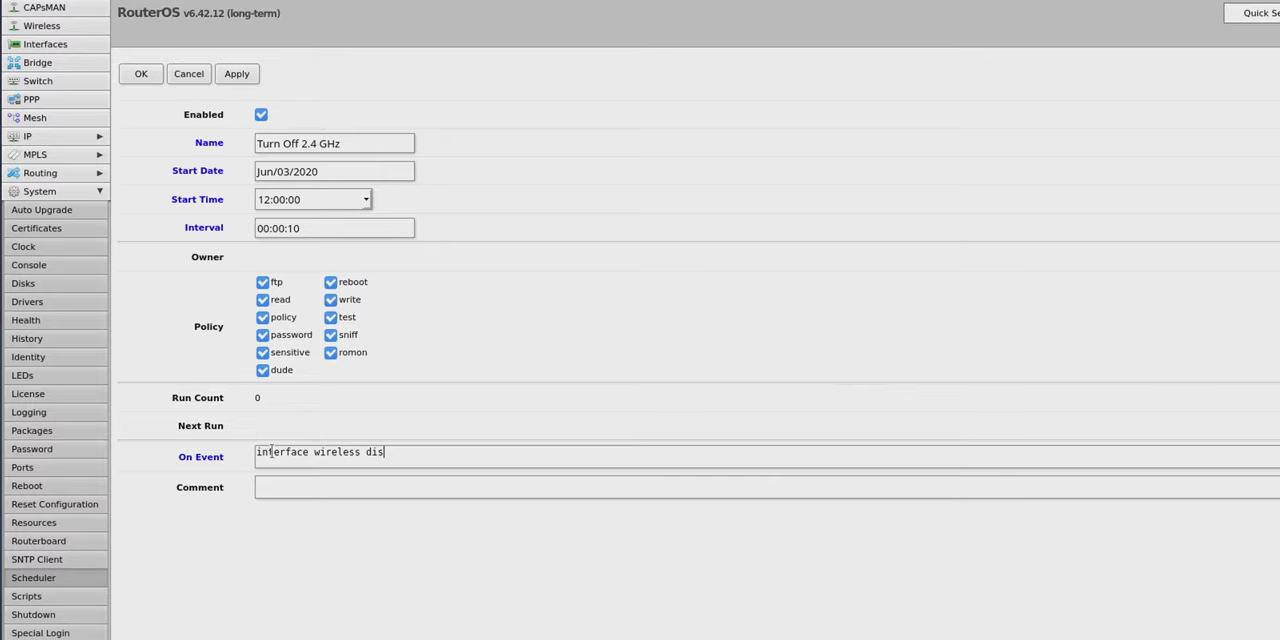 CAPsMAN
RouterOS v6.42.12 (long-term)
Quick Se
Wireless
Interfaces
Bridge
Switch
PPP
Mesh
IP
MPLS
Routing
System
Auto Upgrade
Certificates
Clock
Console
Disks
Drivers
Health
History
Identity
LEDs
License
Logging
Packages
Password
Ports
Reboot
Reset Configuration
Resources
Routerboard
SNTP Client
Scheduler
Scripts
Shutdown
Special Login
OK Cancel Apply
Enabled
Name Turn Off 2.4 GHz
Start Date Jun/03/2020
Start Time 12:00:00
Interval 00:00:10
Owner
Policy
ftp reboot
read write
policy test
password sniff
sensitive romon
dude
Run Count 0
Next Run
On Event interface wireless dis
Comment